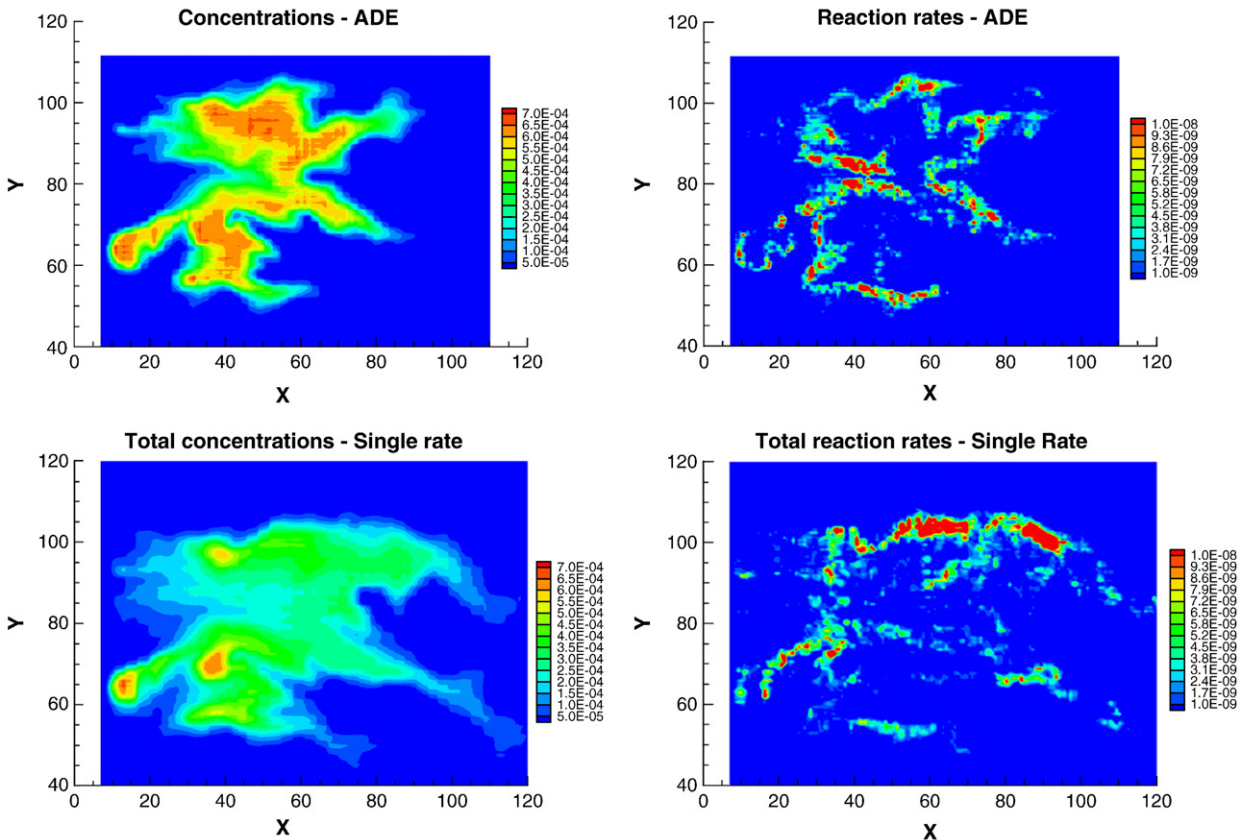 Concentrations - ADE
120
100
80
60
40
Y
0
20
40
60
80
100
120
X
7.0E-04
6.5E-04
6.0E-04
5.5E-04
5.0E-04
4.5E-04
4.0E-04
3.5E-04
3.0E-04
2.5E-04
2.0E-04
1.5E-04
1.0E-04
5.0E-05
Reaction rates - ADE
120
100
80
60
40
Y
0
20
40
60
80
100
120
X
1.0E-08
9.3E-09
8.6E-09
7.9E-09
7.2E-09
6.5E-09
5.8E-09
5.2E-09
4.5E-09
3.8E-09
3.1E-09
2.4E-09
1.7E-09
1.0E-09
Total concentrations - Single rate
120
100
80
60
40
Y
0
20
40
60
80
100
120
X
7.0E-04
6.5E-04
6.0E-04
5.5E-04
5.0E-04
4.5E-04
4.0E-04
3.5E-04
3.0E-04
2.5E-04
2.0E-04
1.5E-04
1.0E-04
5.0E-05
Total reaction rates - Single Rate
120
100
80
60
40
Y
0
20
40
60
80
100
120
X
1.0E-08
9.3E-09
8.6E-09
7.9E-09
7.2E-09
6.5E-09
5.8E-09
5.2E-09
4.5E-09
3.8E-09
3.1E-09
2.4E-09
1.7E-09
1.0E-09